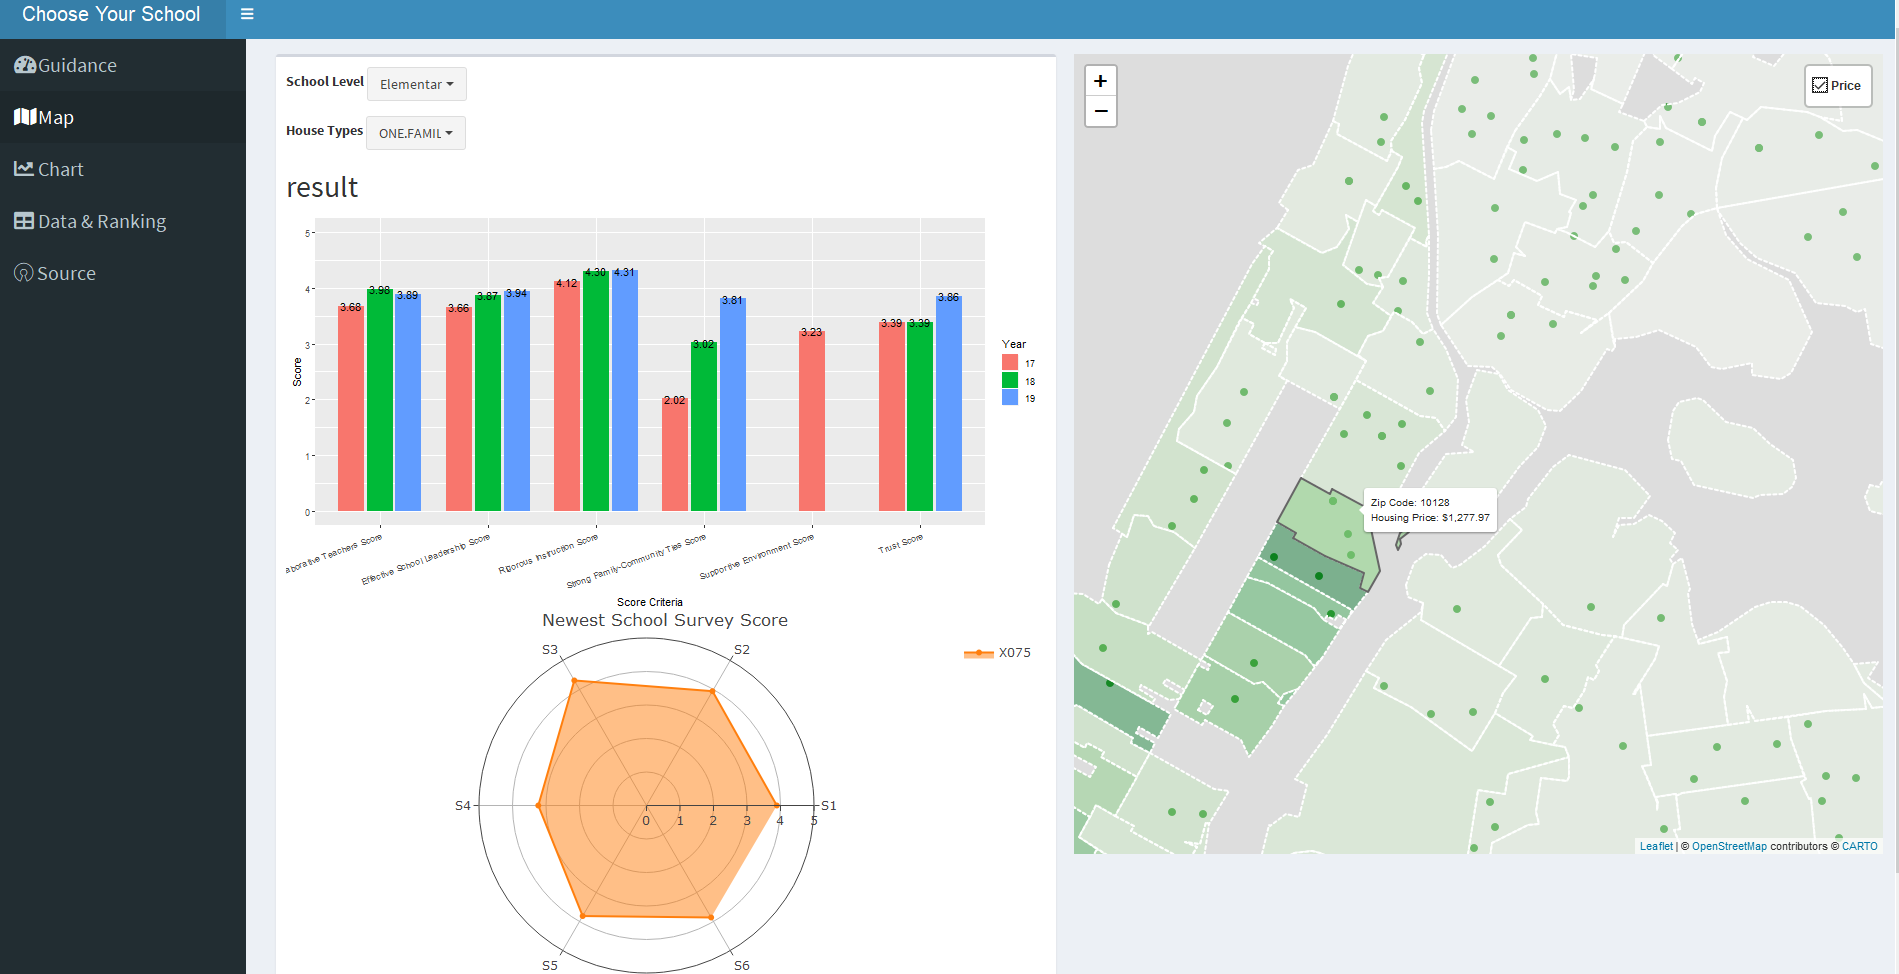 Choose Your School
Guidance
Map
Chart
Data & Ranking
Source
School Level Elementar
House Types ONE.FAMIL
result
5
4
3
2
1
0
Score
3.68
3.98
3.89
3.66
3.87
3.94
4.12
4.30
4.31
2.02
3.02
3.81
3.23
3.39
3.39
3.86
aborative Teachers Score
Effective School Leadership Score
Rigorous Instruction Score
Strong Family-Community Ties Score
Supportive Environment Score
Trust Score
Score Criteria
Year
17
18
19
Newest School Survey Score
X075
S3
S2
S4
S1
0 1 2 3 4 5
S5
S6
+
−
Price
Zip Code: 10128
Housing Price: $1,277.97
Leaflet | © OpenStreetMap contributors © CARTO